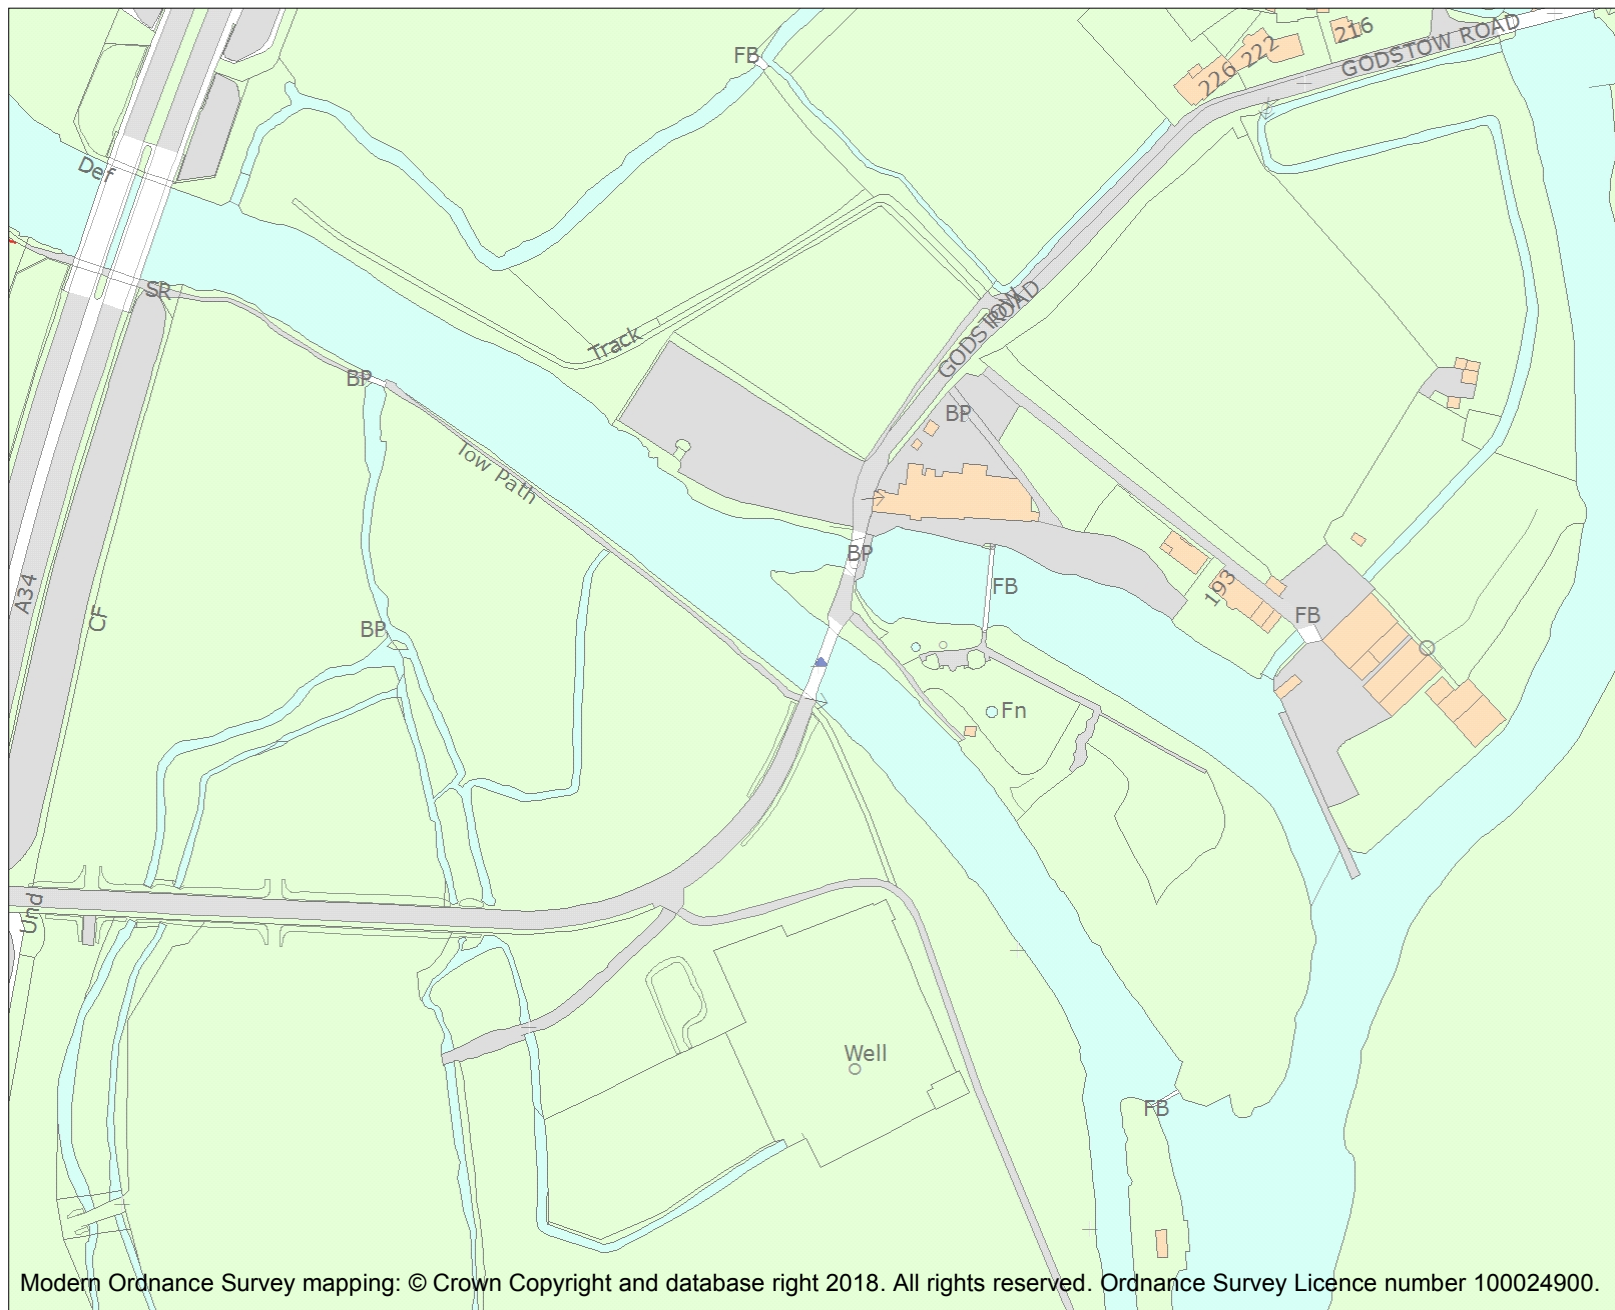 216
GODSTOW ROAD
222
FB
226
Def
SR
GODSTOW ROAD
Track
BP
BP
Tow Path
BP
FB
A34
193
CF
FB
BP
Fn
Und
Well
FB
Modern Ordnance Survey mapping: © Crown Copyright and database right 2018. All rights reserved. Ordnance Survey Licence number 100024900.